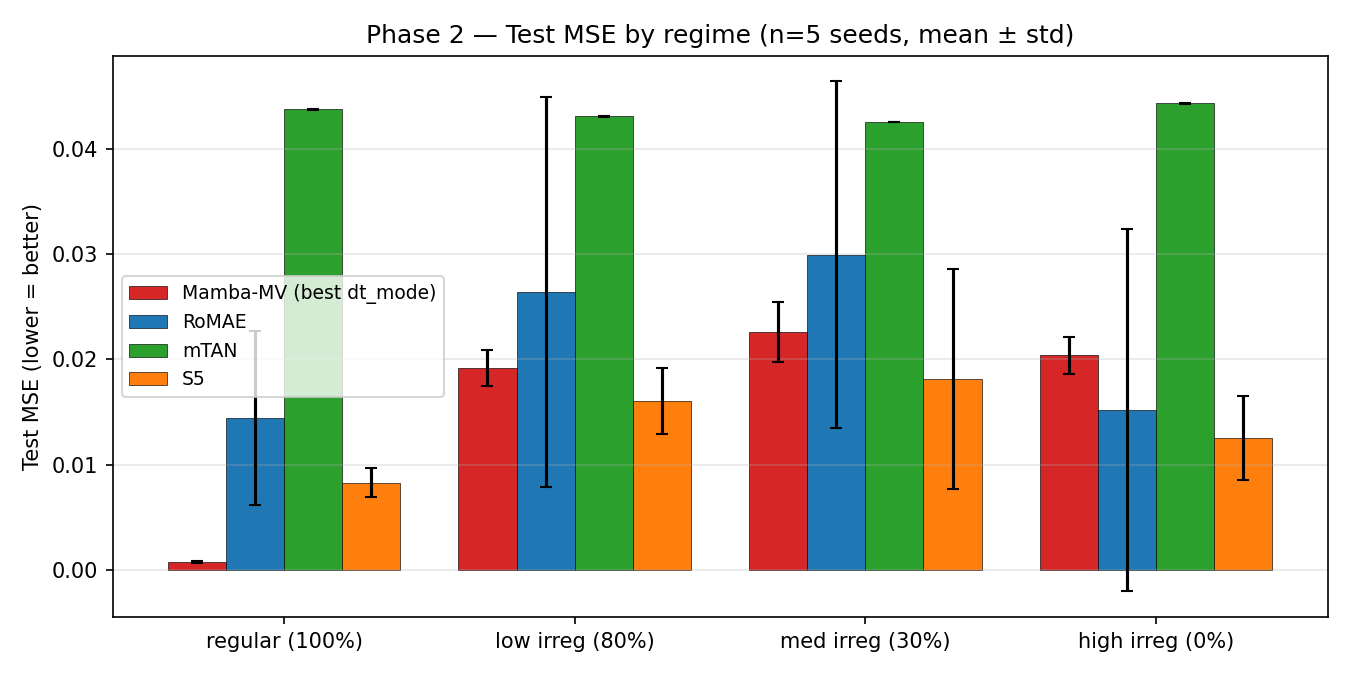 Phase 2 — Test MSE by regime (n=5 seeds, mean ± std)
Test MSE (lower = better)
0.04
0.03
0.02
0.01
0.00
Mamba-MV (best dt_mode)
RoMAE
mTAN
S5
regular (100%)
low irreg (80%)
med irreg (30%)
high irreg (0%)